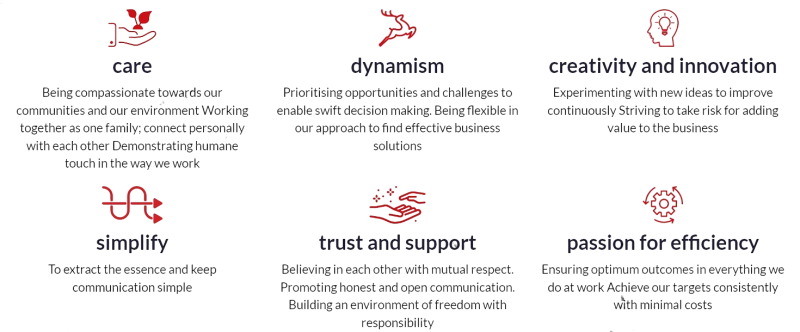 care
Being compassionate towards our
communities and our environment Working
together as one family; connect personally
with each other Demonstrating humane
touch in the way we work
dynamism
Prioritising opportunities and challenges to
enable swift decision making. Being flexible in
our approach to find effective business
solutions
creativity and innovation
Experimenting with new ideas to improve
continuously Striving to take risk for adding
value to the business
simplify
To extract the essence and keep
communication simple
trust and support
Believing in each other with mutual respect.
Promoting honest and open communication.
Building an environment of freedom with
responsibility
passion for efficiency
Ensuring optimum outcomes in everything we
do at work Achieve our targets consistently
with minimal costs